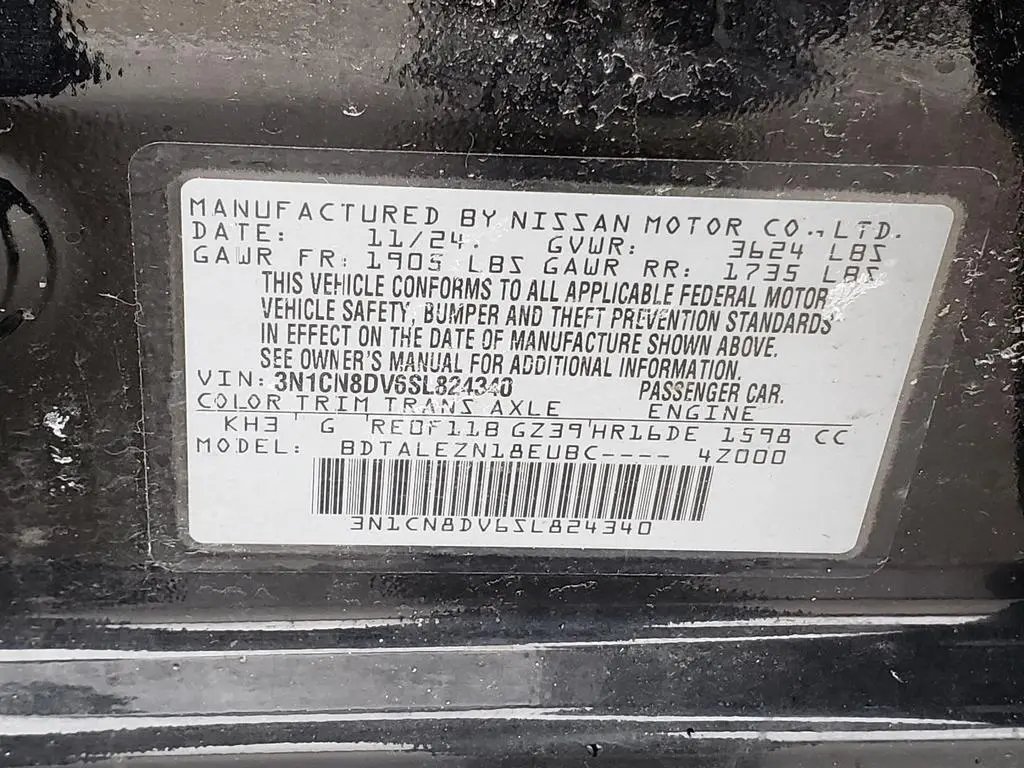 MANUFACTURED BY NISSAN MOTOR CO., LTD.
DATE: 11/24. GVWR: 3624 LBS
GAWR FR: 1905 LBS GAWR RR: 1735 LBS
THIS VEHICLE CONFORMS TO ALL APPLICABLE FEDERAL MOTOR
VEHICLE SAFETY, BUMPER AND THEFT PREVENTION STANDARDS
IN EFFECT ON THE DATE OF MANUFACTURE SHOWN ABOVE.
SEE OWNER'S MANUAL FOR ADDITIONAL INFORMATION.
VIN: 3N1CN8DV6SL824340 PASSENGER CAR.
COLOR TRIM TRANS AXLE ENGINE
KH3 G RE0F11B GZ39 HR16DE 1598 CC
MODEL: BDTALEZN18EUBC---- 4Z000
3N1CN8DV6SL824340